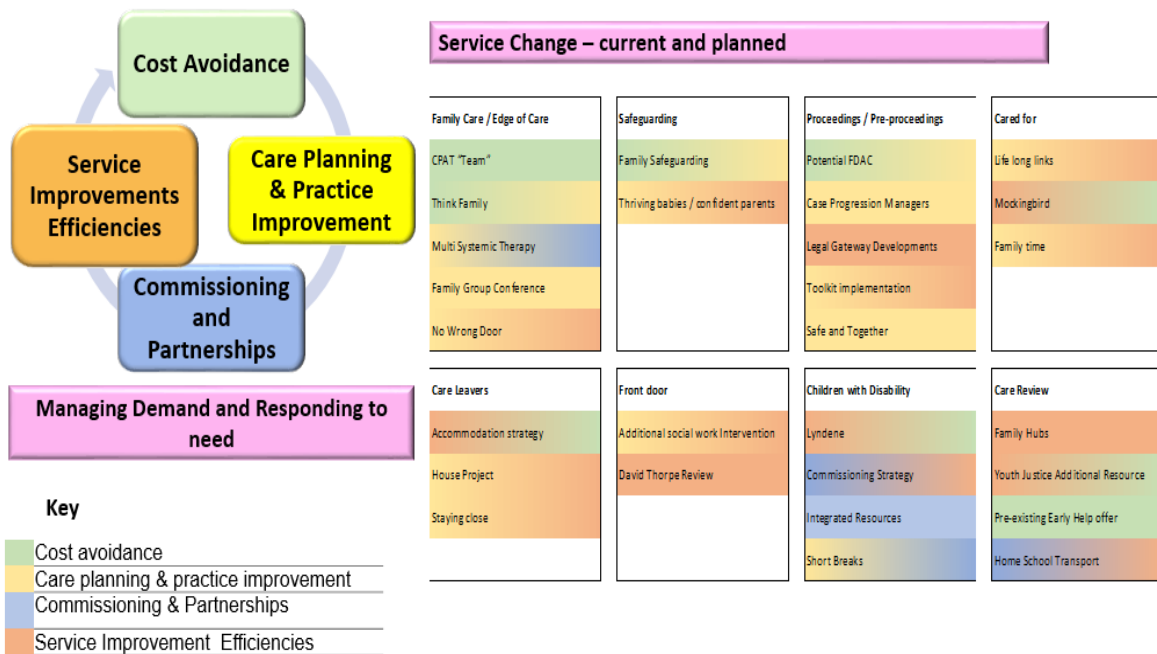 Cost Avoidance
Service
Improvements
Efficiencies
Care Planning
& Practice
Improvement
Commissioning
and
Partnerships
Managing Demand and Responding to
need
Key
Cost avoidance
Care planning & practice improvement
Commissioning & Partnerships
Service Improvement Efficiencies
Service Change – current and planned
Family Care / Edge of Care
CPAT "Team"
Think Family
Multi Systemic Therapy
Family Group Conference
No Wrong Door
Safeguarding
Family Safeguarding
Thriving babies / confident parents
Proceedings / Pre-proceedings
Potential FDAC
Case Progression Managers
Legal Gateway Developments
Toolkit implementation
Safe and Together
Cared for
Life long links
Mockingbird
Family time
Care Leavers
Accommodation strategy
House Project
Staying close
Front door
Additional social work Intervention
David Thorpe Review
Children with Disability
Lyndene
Commissioning Strategy
Integrated Resources
Short Breaks
Care Review
Family Hubs
Youth Justice Additional Resource
Pre-existing Early Help offer
Home School Transport